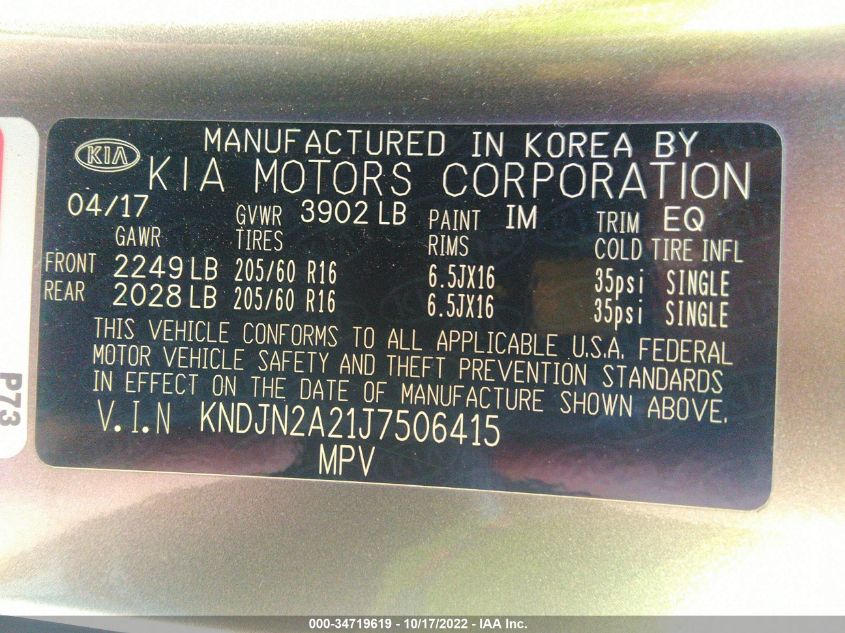 MANUFACTURED IN KOREA BY
KIA KIA MOTORS CORPORATION
04/17 GVWR 3902 LB PAINT IM TRIM EQ
GAWR TIRES RIMS COLD TIRE INFL
FRONT 2249 LB 205/60 R16 6.5JX16 35psi SINGLE
REAR 2028 LB 205/60 R16 6.5JX16 35psi SINGLE
THIS VEHICLE CONFORMS TO ALL APPLICABLE U.S.A. FEDERAL
MOTOR VEHICLE SAFETY AND THEFT PREVENTION STANDARDS
IN EFFECT ON THE DATE OF MANUFACTURE SHOWN ABOVE.
V.I.N KNDJN2A21J7506415
MPV
P73
000-34719619 - 10/17/2022 - IAA Inc.